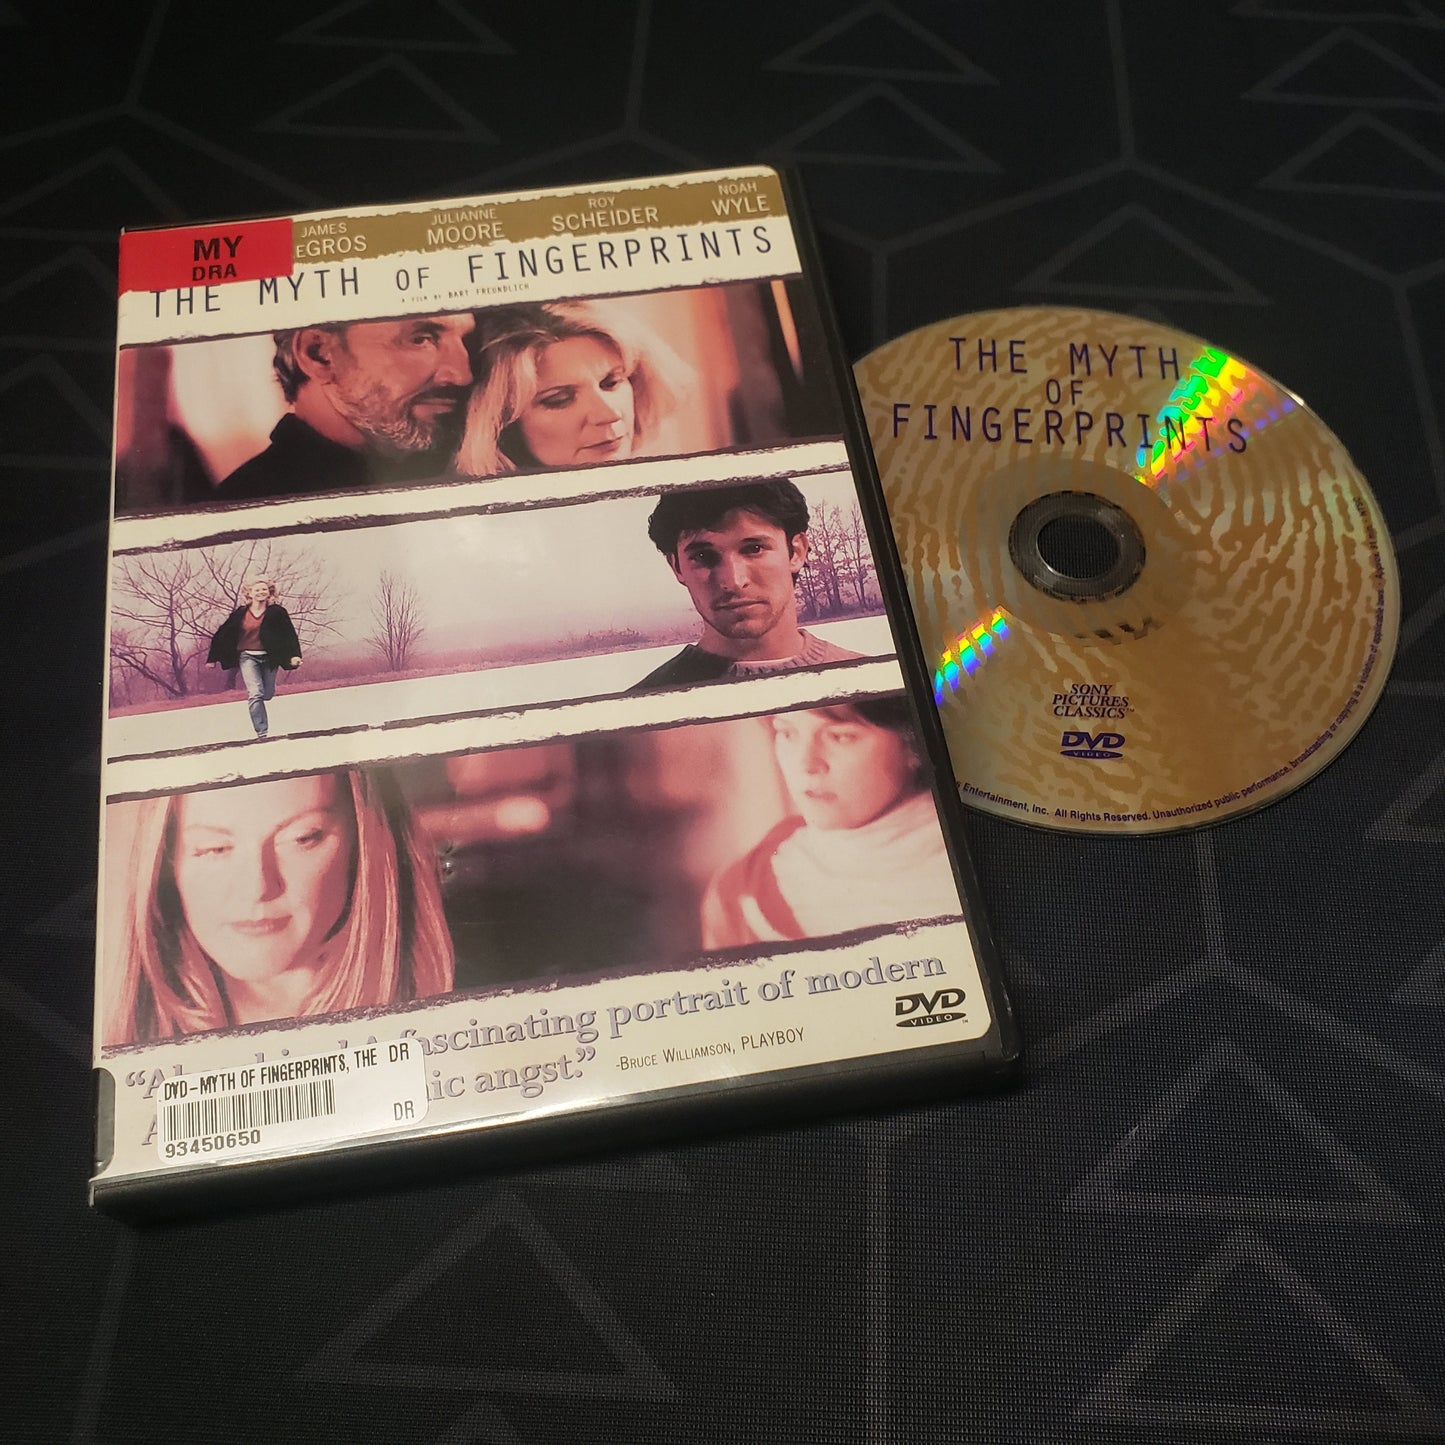 MY
DRA
JAMES
EGROS
JULIANNE
MOORE
ROY
SCHEIDER
NOAH
WYLE
THE MYTH OF FINGERPRINTS
A FILM BY BART FREUNDLICH
fascinating portrait of modern
angst."
-BRUCE WILLIAMSON, PLAYBOY
DVD
VIDEO
DVD-MYTH OF FINGERPRINTS, THE DR
DR
93450650
THE MYTH
OF
FINGERPRINTS
SONY
PICTURES
CLASSICS™
DVD
VIDEO
Entertainment, Inc. All Rights Reserved. Unauthorized public performance, broadcasting or copying is a violation of applicable laws